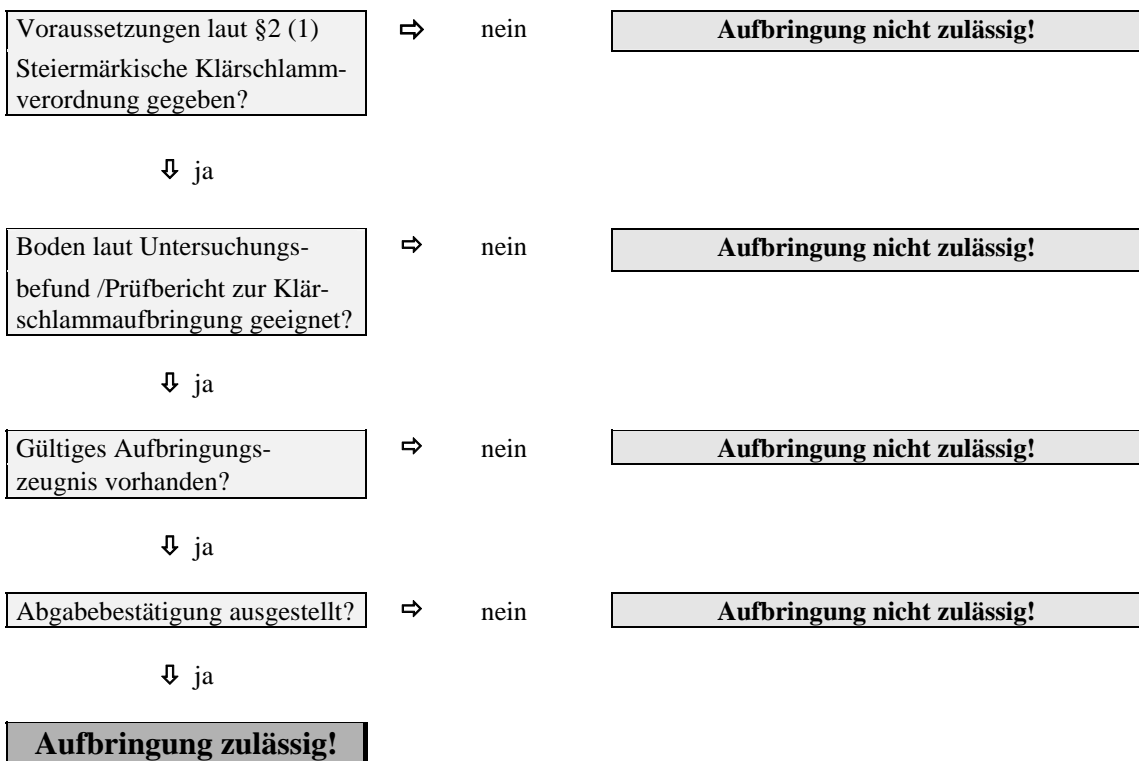 Voraussetzungen laut §2 (1) ⇨ nein Aufbringung nicht zulässig!
Steiermärkische Klärschlamm-
verordnung gegeben?
⇩ ja
Boden laut Untersuchungs- ⇨ nein Aufbringung nicht zulässig!
befund /Prüfbericht zur Klär-
schlammaufbringung geeignet?
⇩ ja
Gültiges Aufbringungs- ⇨ nein Aufbringung nicht zulässig!
zeugnis vorhanden?
⇩ ja
Abgabebestätigung ausgestellt? ⇨ nein Aufbringung nicht zulässig!
⇩ ja
Aufbringung zulässig!